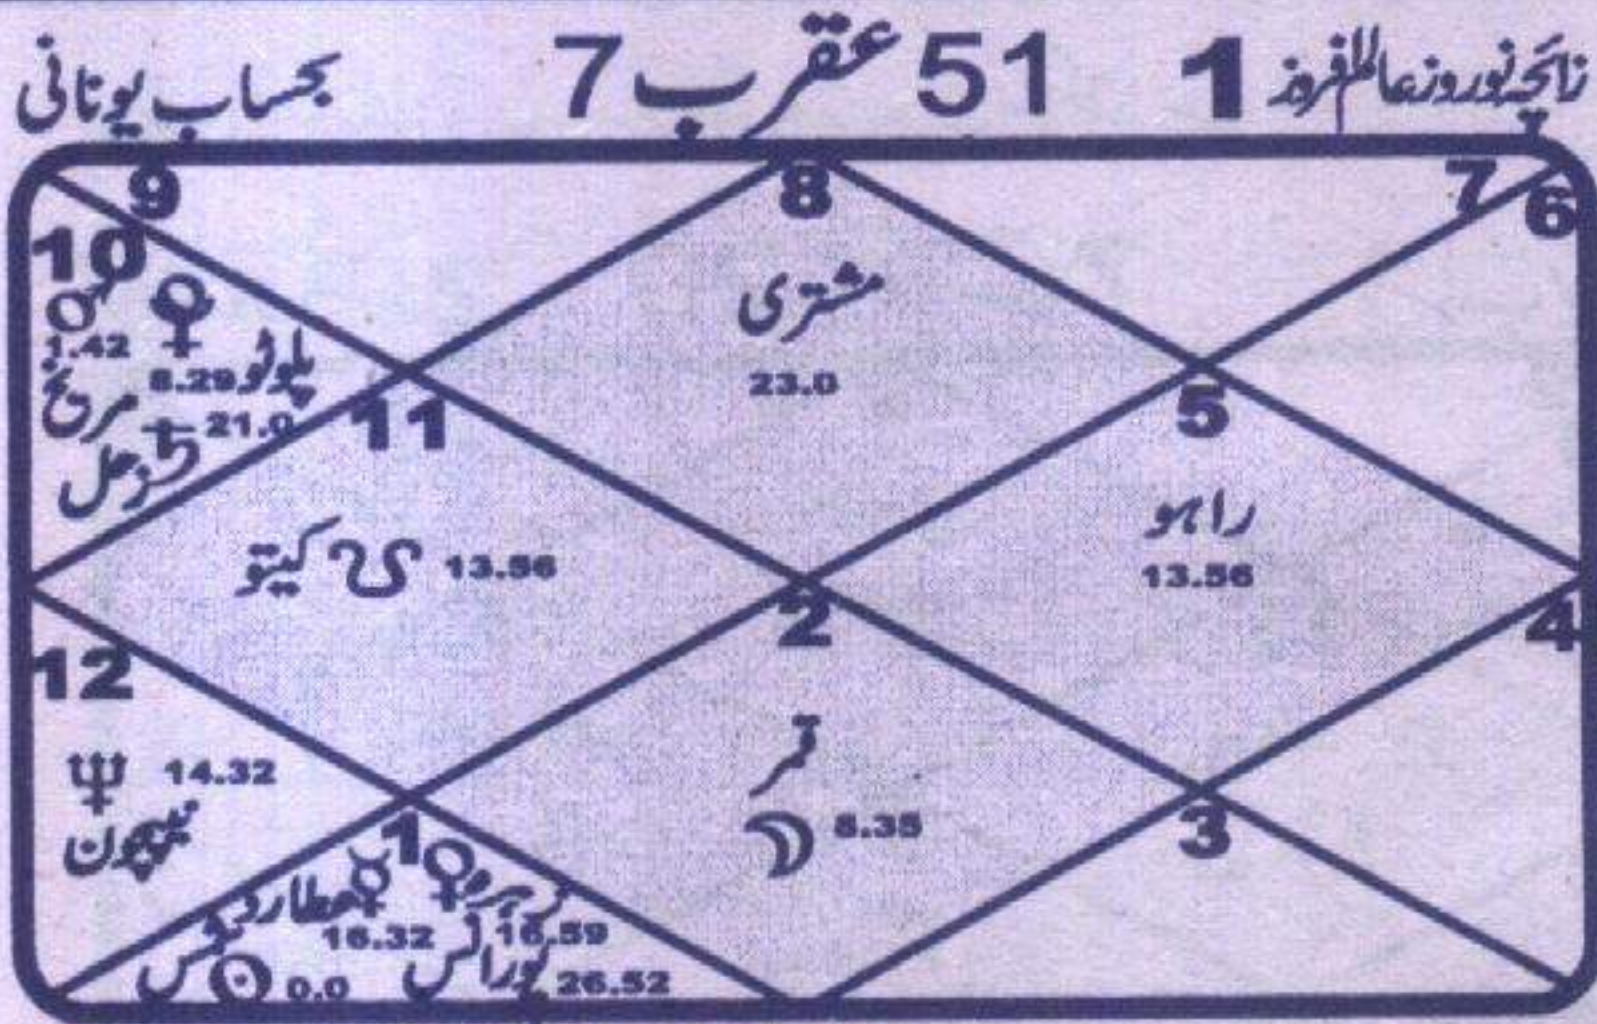 زائچہ نوروز عالم افروز 1 51 عقرب 7 بحساب یونانی
9 8 7 6
10
♂ 1.42 ♀ 8.29 پلوٹو
مشتری
23.0
مریخ
♄ 21.0
زحل
11 5
کیتو ☋ 13.56
راہو
13.56
2 4
12
♆ 14.32
نیپچون
قمر
☽ 5.35
1 3
عطارد ☿ 16.32
زہرہ ♀ 16.59
شمس ☉ 0.0
یورانس 26.52